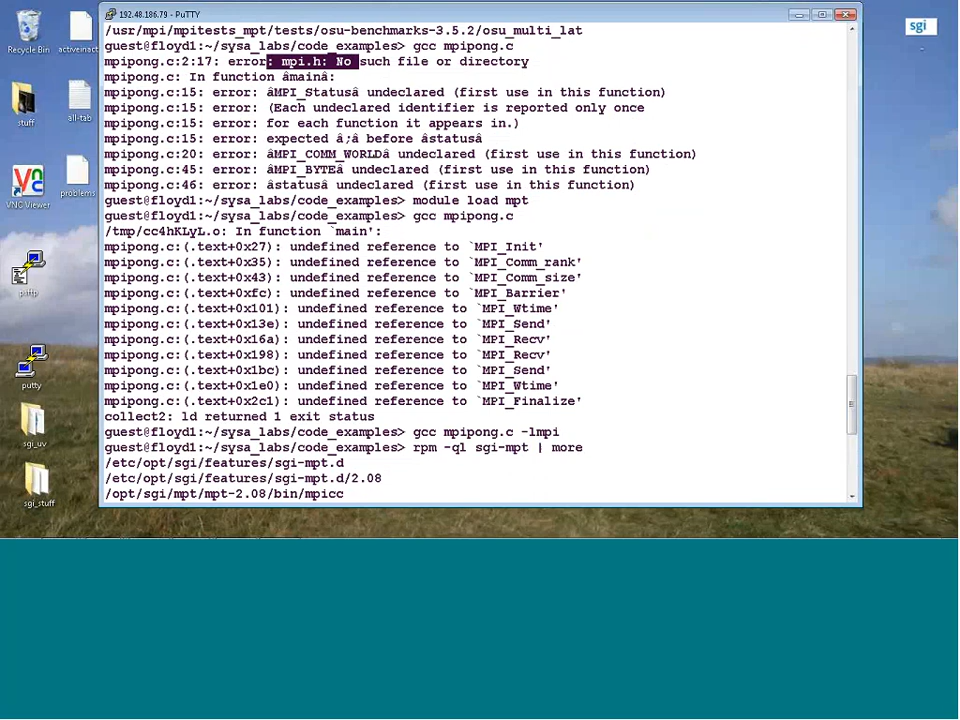 192.48.186.79 - PuTTY
/usr/mpi/mpitests_mpt/tests/osu-benchmarks-3.5.2/osu_multi_lat
guest@floyd1:~/sysa_labs/code_examples> gcc mpipong.c
mpipong.c:2:17: error: mpi.h: No such file or directory
mpipong.c: In function âmainâ:
mpipong.c:15: error: âMPI_Statusâ undeclared (first use in this function)
mpipong.c:15: error: (Each undeclared identifier is reported only once
mpipong.c:15: error: for each function it appears in.)
mpipong.c:15: error: expected â;â before âstatusâ
mpipong.c:20: error: âMPI_COMM_WORLDâ undeclared (first use in this function)
mpipong.c:45: error: âMPI_BYTEâ undeclared (first use in this function)
mpipong.c:46: error: âstatusâ undeclared (first use in this function)
guest@floyd1:~/sysa_labs/code_examples> module load mpt
guest@floyd1:~/sysa_labs/code_examples> gcc mpipong.c
/tmp/cc4hKLyL.o: In function `main':
mpipong.c:(.text+0x27): undefined reference to `MPI_Init'
mpipong.c:(.text+0x35): undefined reference to `MPI_Comm_rank'
mpipong.c:(.text+0x43): undefined reference to `MPI_Comm_size'
mpipong.c:(.text+0xfc): undefined reference to `MPI_Barrier'
mpipong.c:(.text+0x101): undefined reference to `MPI_Wtime'
mpipong.c:(.text+0x13e): undefined reference to `MPI_Send'
mpipong.c:(.text+0x16a): undefined reference to `MPI_Recv'
mpipong.c:(.text+0x198): undefined reference to `MPI_Recv'
mpipong.c:(.text+0x1bc): undefined reference to `MPI_Send'
mpipong.c:(.text+0x1e0): undefined reference to `MPI_Wtime'
mpipong.c:(.text+0x2c1): undefined reference to `MPI_Finalize'
collect2: ld returned 1 exit status
guest@floyd1:~/sysa_labs/code_examples> gcc mpipong.c -lmpi
guest@floyd1:~/sysa_labs/code_examples> rpm -ql sgi-mpt | more
/etc/opt/sgi/features/sgi-mpt.d
/etc/opt/sgi/features/sgi-mpt.d/2.08
/opt/sgi/mpt/mpt-2.08/bin/mpicc
Recycle Bin
activeinact
stuff
all-tab
VNC Viewer
problems
psftp
putty
sgi_uv
sgi_stuff
sgi